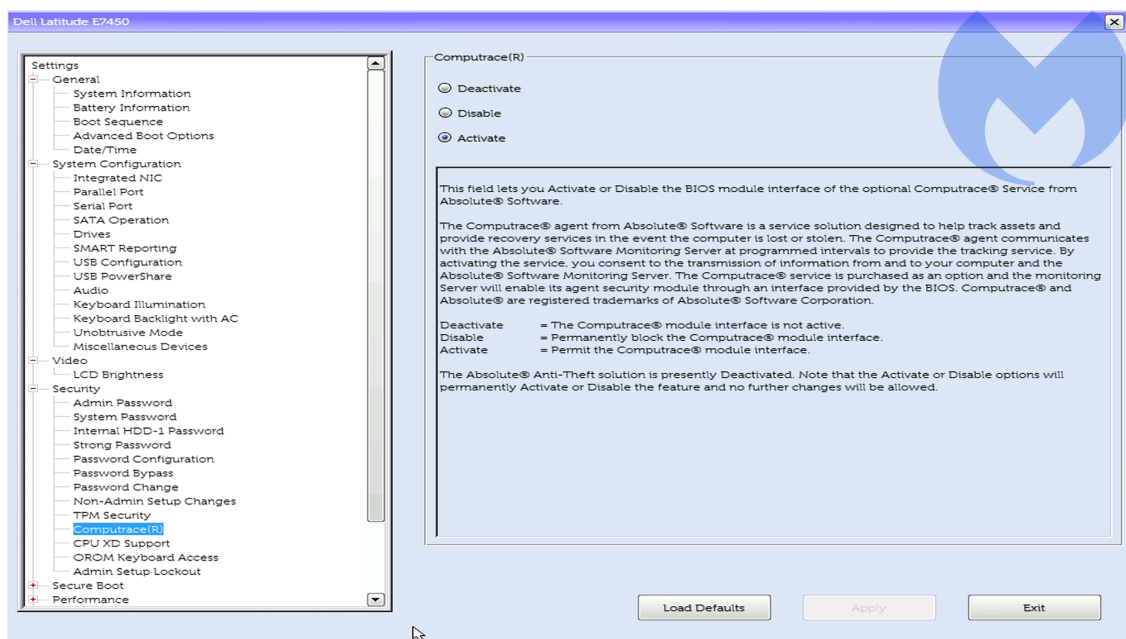 Dell Latitude E7450
Settings
General
System Information
Battery Information
Boot Sequence
Advanced Boot Options
Date/Time
System Configuration
Integrated NIC
Parallel Port
Serial Port
SATA Operation
Drives
SMART Reporting
USB Configuration
USB PowerShare
Audio
Keyboard Illumination
Keyboard Backlight with AC
Unobtrusive Mode
Miscellaneous Devices
Video
LCD Brightness
Security
Admin Password
System Password
Internal HDD-1 Password
Strong Password
Password Configuration
Password Bypass
Password Change
Non-Admin Setup Changes
TPM Security
Computrace(R)
CPU XD Support
OROM Keyboard Access
Admin Setup Lockout
Secure Boot
Performance
Computrace(R)
Deactivate
Disable
Activate
This field lets you Activate or Disable the BIOS module interface of the optional Computrace® Service from
Absolute® Software.
The Computrace® agent from Absolute® Software is a service solution designed to help track assets and
provide recovery services in the event the computer is lost or stolen. The Computrace® agent communicates
with the Absolute® Software Monitoring Server at programmed intervals to provide the tracking service. By
activating the service, you consent to the transmission of information from and to your computer and the
Absolute® Software Monitoring Server. The Computrace® service is purchased as an option and the monitoring
Server will enable its agent security module through an interface provided by the BIOS. Computrace® and
Absolute® are registered trademarks of Absolute® Software Corporation.
Deactivate = The Computrace® module interface is not active.
Disable = Permanently block the Computrace® module interface.
Activate = Permit the Computrace® module interface.
The Absolute® Anti-Theft solution is presently Deactivated. Note that the Activate or Disable options will
permanently Activate or Disable the feature and no further changes will be allowed.
Load Defaults
Apply
Exit